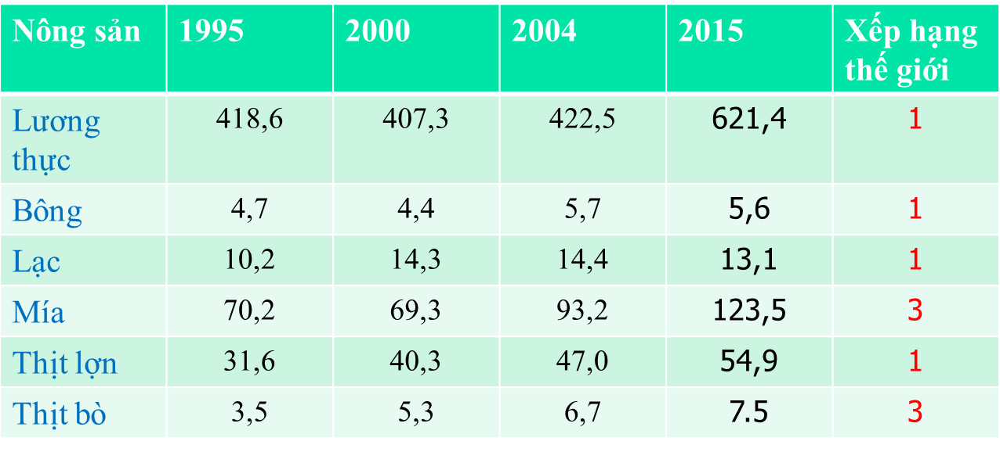 Nông sản 1995 2000 2004 2015 Xếp hạng
thế giới
Lương 418,6 407,3 422,5 621,4 1
thực
Bông 4,7 4,4 5,7 5,6 1
Lạc 10,2 14,3 14,4 13,1 1
Mía 70,2 69,3 93,2 123,5 3
Thịt lợn 31,6 40,3 47,0 54,9 1
Thịt bò 3,5 5,3 6,7 7.5 3